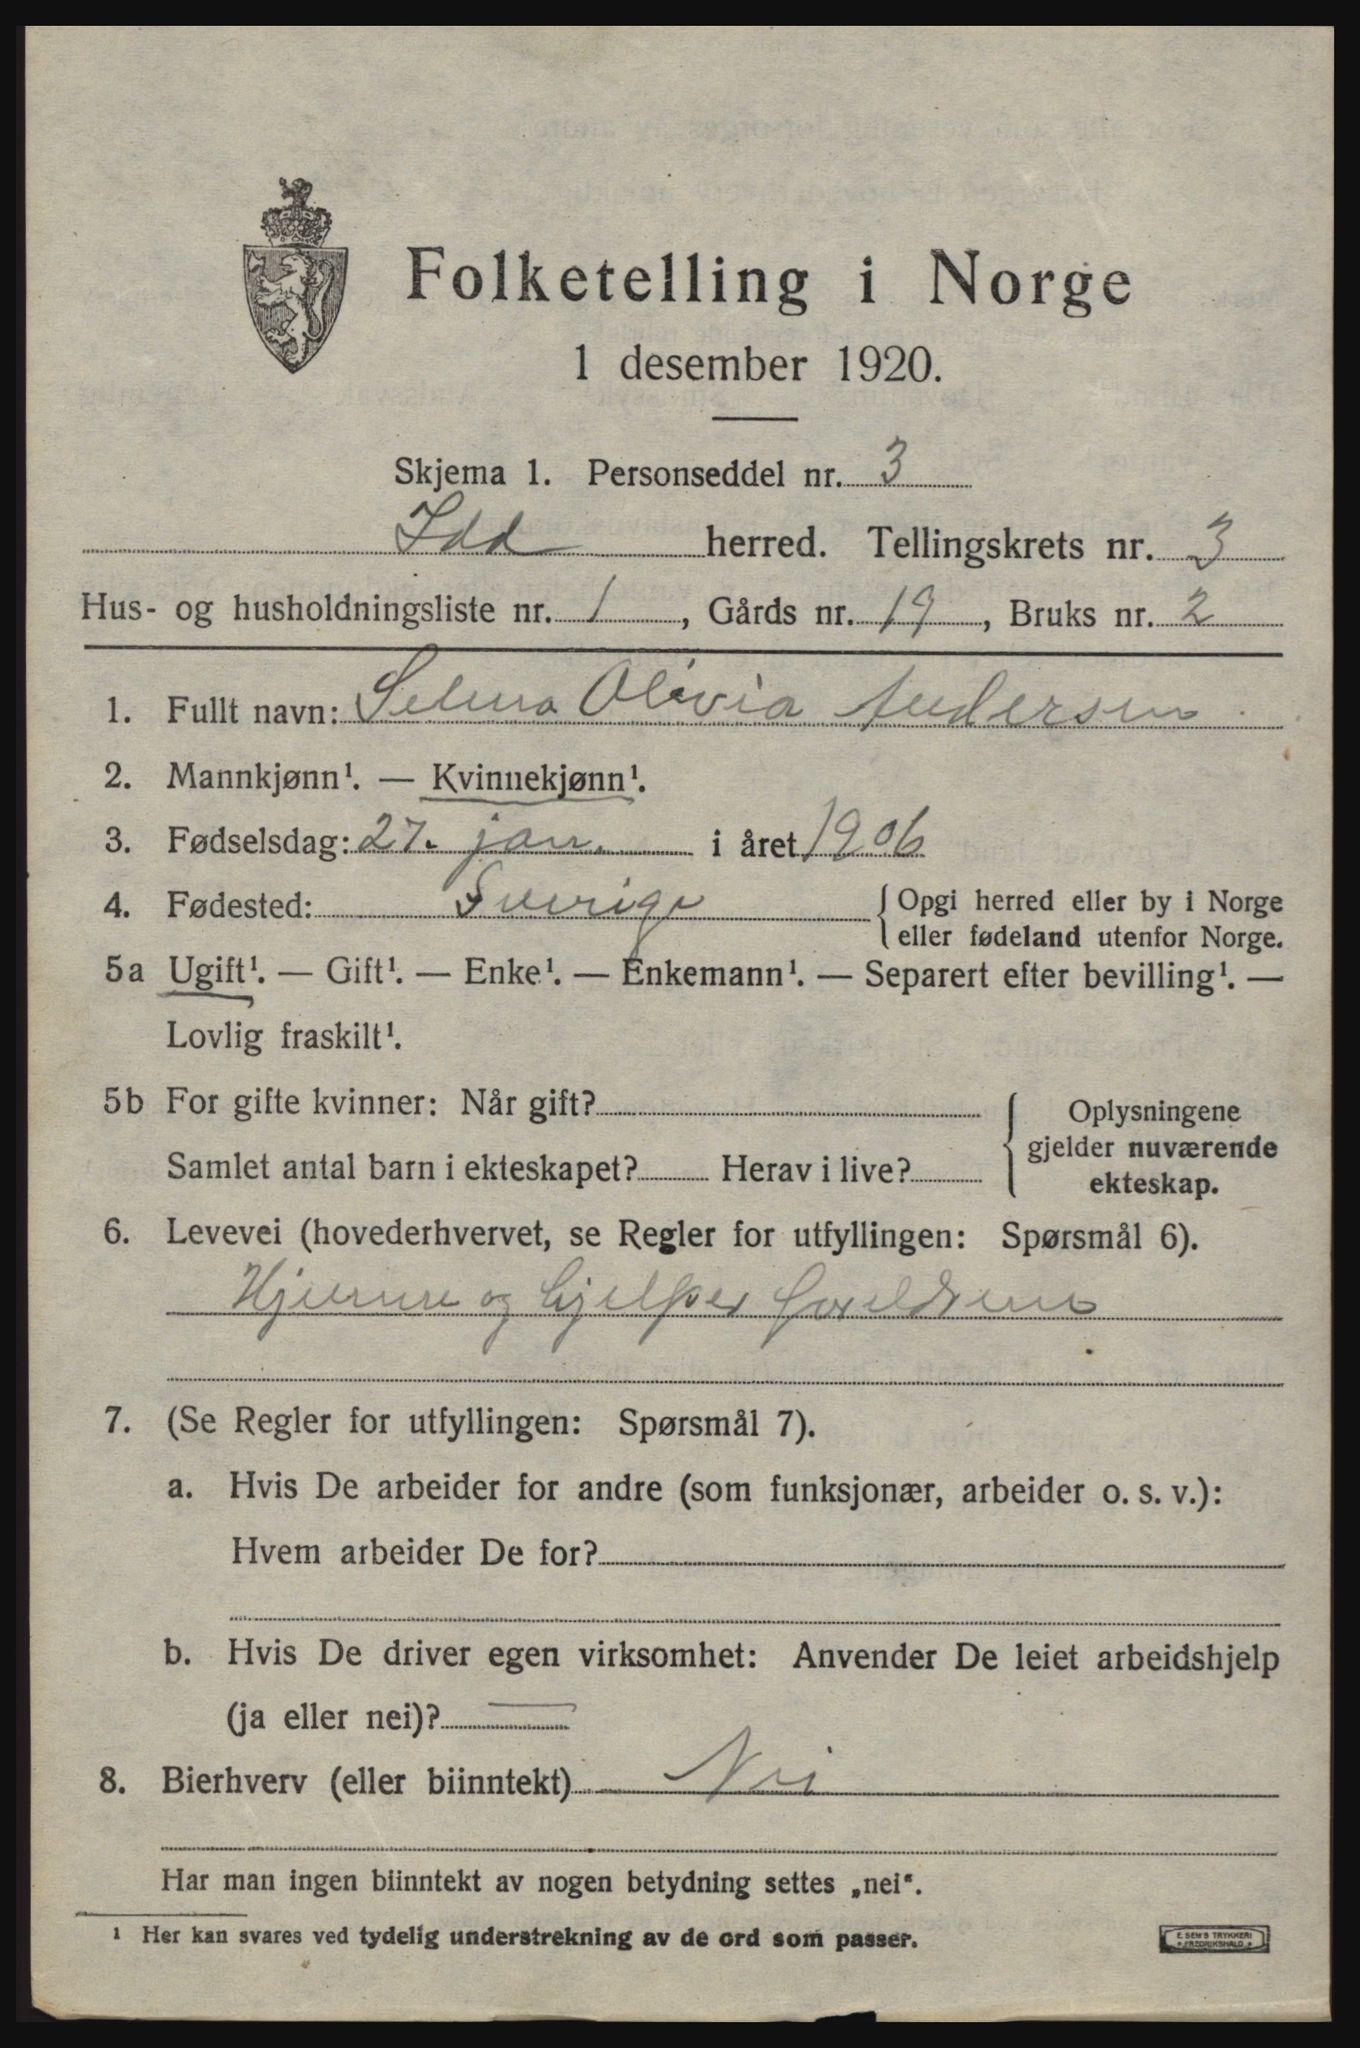 Folketelling i Norge
1 desember 1920.
Skjema 1. Personseddel nr. 3
Idd herred. Tellingskrets nr. 3
Hus- og husholdningsliste nr. 1, Gårds nr. 19, Bruks nr. 2
1. Fullt navn: Selma Olivia Andersen
2. Mannkjønn¹. — Kvinnekjønn¹.
3. Fødselsdag: 27. jan. i året 1906
4. Fødested: Sverige { Opgi herred eller by i Norge
eller fødeland utenfor Norge.
5a Ugift¹. — Gift¹. — Enke¹. — Enkemann¹. — Separert efter bevilling¹. —
Lovlig fraskilt¹.
5b For gifte kvinner: Når gift? { Oplysningene
gjelder nuværende
Samlet antal barn i ekteskapet? Herav i live?
ekteskap.
6. Levevei (hovederhvervet, se Regler for utfyllingen: Spørsmål 6).
Hjemme og hjelper foreldrene
7. (Se Regler for utfyllingen: Spørsmål 7).
a. Hvis De arbeider for andre (som funksjonær, arbeider o. s. v.):
Hvem arbeider De for?
b. Hvis De driver egen virksomhet: Anvender De leiet arbeidshjelp
(ja eller nei)? —
8. Bierhverv (eller biinntekt) Nei
Har man ingen biinntekt av nogen betydning settes „nei“.
¹ Her kan svares ved tydelig understrekning av de ord som passer.
E. SEM'S TRYKKERI
• FREDRIKSHALD •